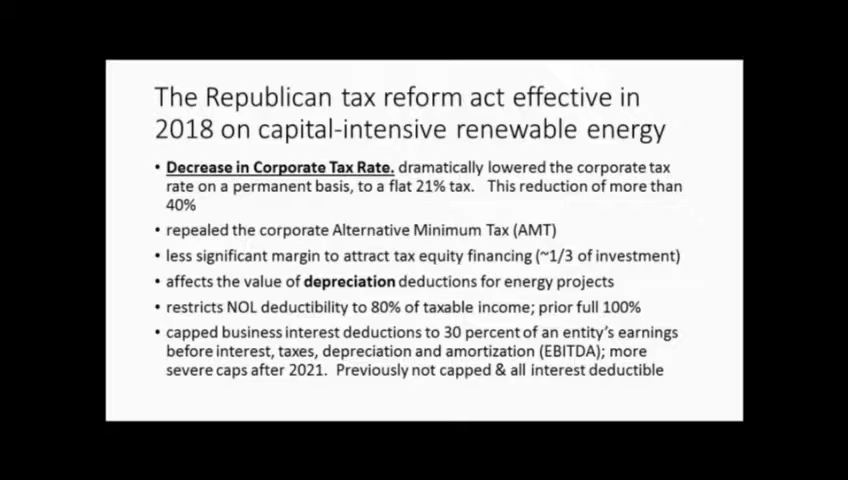 The Republican tax reform act effective in
2018 on capital-intensive renewable energy
• Decrease in Corporate Tax Rate. dramatically lowered the corporate tax
rate on a permanent basis, to a flat 21% tax. This reduction of more than
40%
• repealed the corporate Alternative Minimum Tax (AMT)
• less significant margin to attract tax equity financing (~1/3 of investment)
• affects the value of depreciation deductions for energy projects
• restricts NOL deductibility to 80% of taxable income; prior full 100%
• capped business interest deductions to 30 percent of an entity's earnings
before interest, taxes, depreciation and amortization (EBITDA); more
severe caps after 2021. Previously not capped & all interest deductible